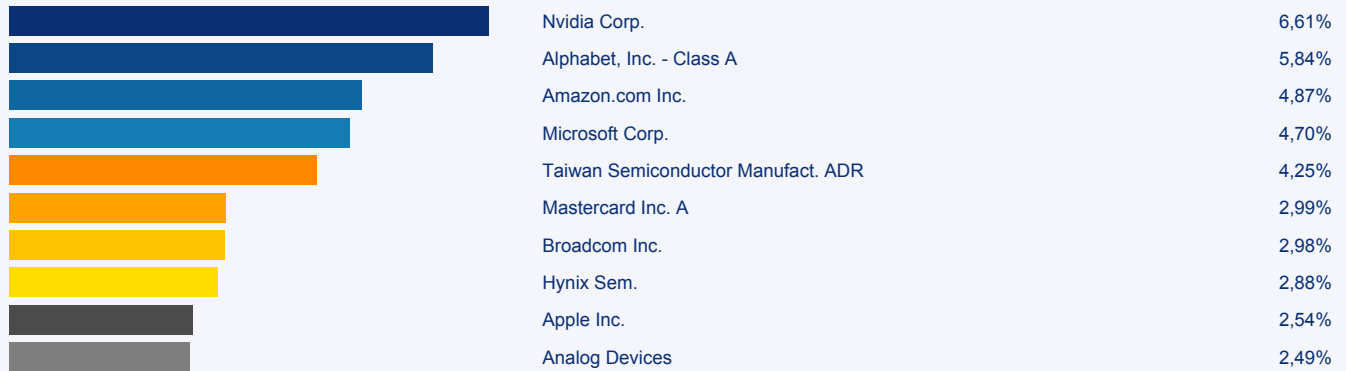 Nvidia Corp. 6,61%
Alphabet, Inc. - Class A 5,84%
Amazon.com Inc. 4,87%
Microsoft Corp. 4,70%
Taiwan Semiconductor Manufact. ADR 4,25%
Mastercard Inc. A 2,99%
Broadcom Inc. 2,98%
Hynix Sem. 2,88%
Apple Inc. 2,54%
Analog Devices 2,49%